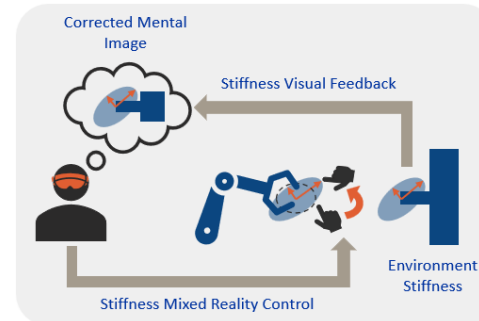 Corrected Mental
Image
Stiffness Visual Feedback
Environment
Stiffness
Stiffness Mixed Reality Control